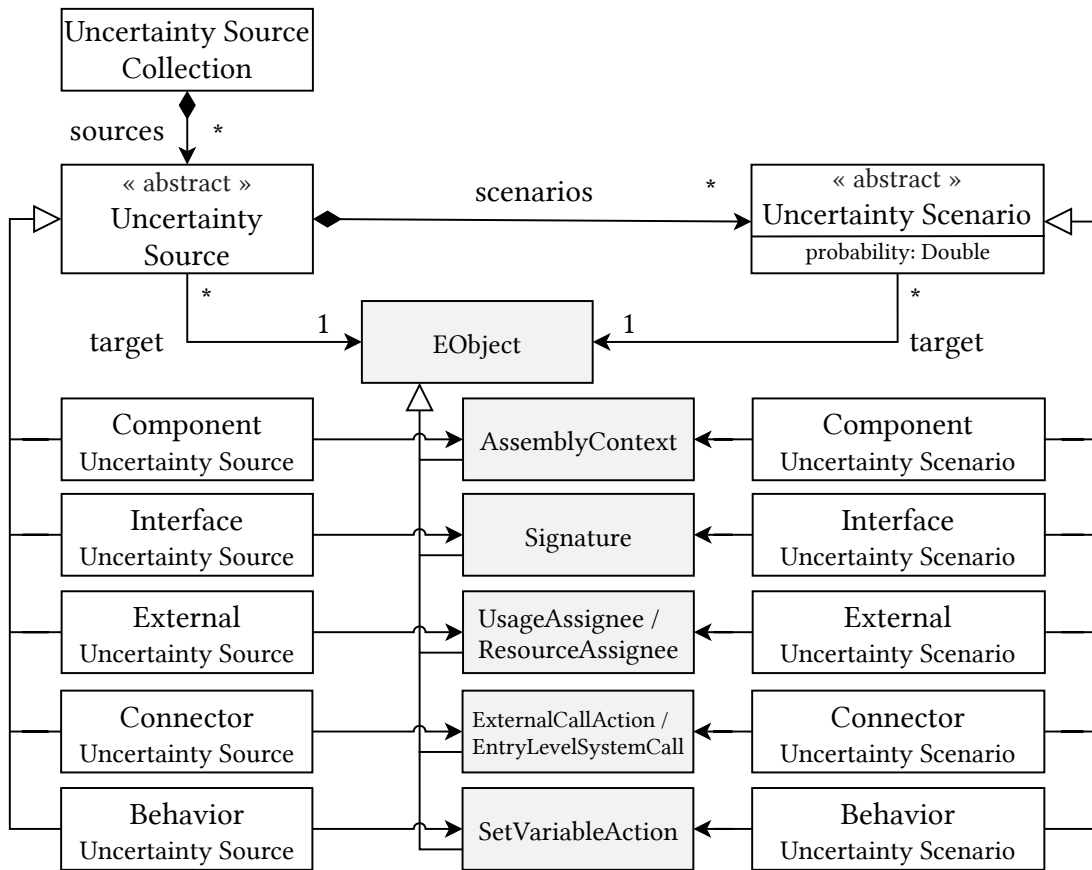 Uncertainty Source
Collection
sources
*
« abstract »
Uncertainty
Source
scenarios
*
« abstract »
Uncertainty Scenario
probability: Double
*
target
1
EObject
1
*
target
Component
Uncertainty Source
AssemblyContext
Component
Uncertainty Scenario
Interface
Uncertainty Source
Signature
Interface
Uncertainty Scenario
External
Uncertainty Source
UsageAssignee /
ResourceAssignee
External
Uncertainty Scenario
Connector
Uncertainty Source
ExternalCallAction /
EntryLevelSystemCall
Connector
Uncertainty Scenario
Behavior
Uncertainty Source
SetVariableAction
Behavior
Uncertainty Scenario